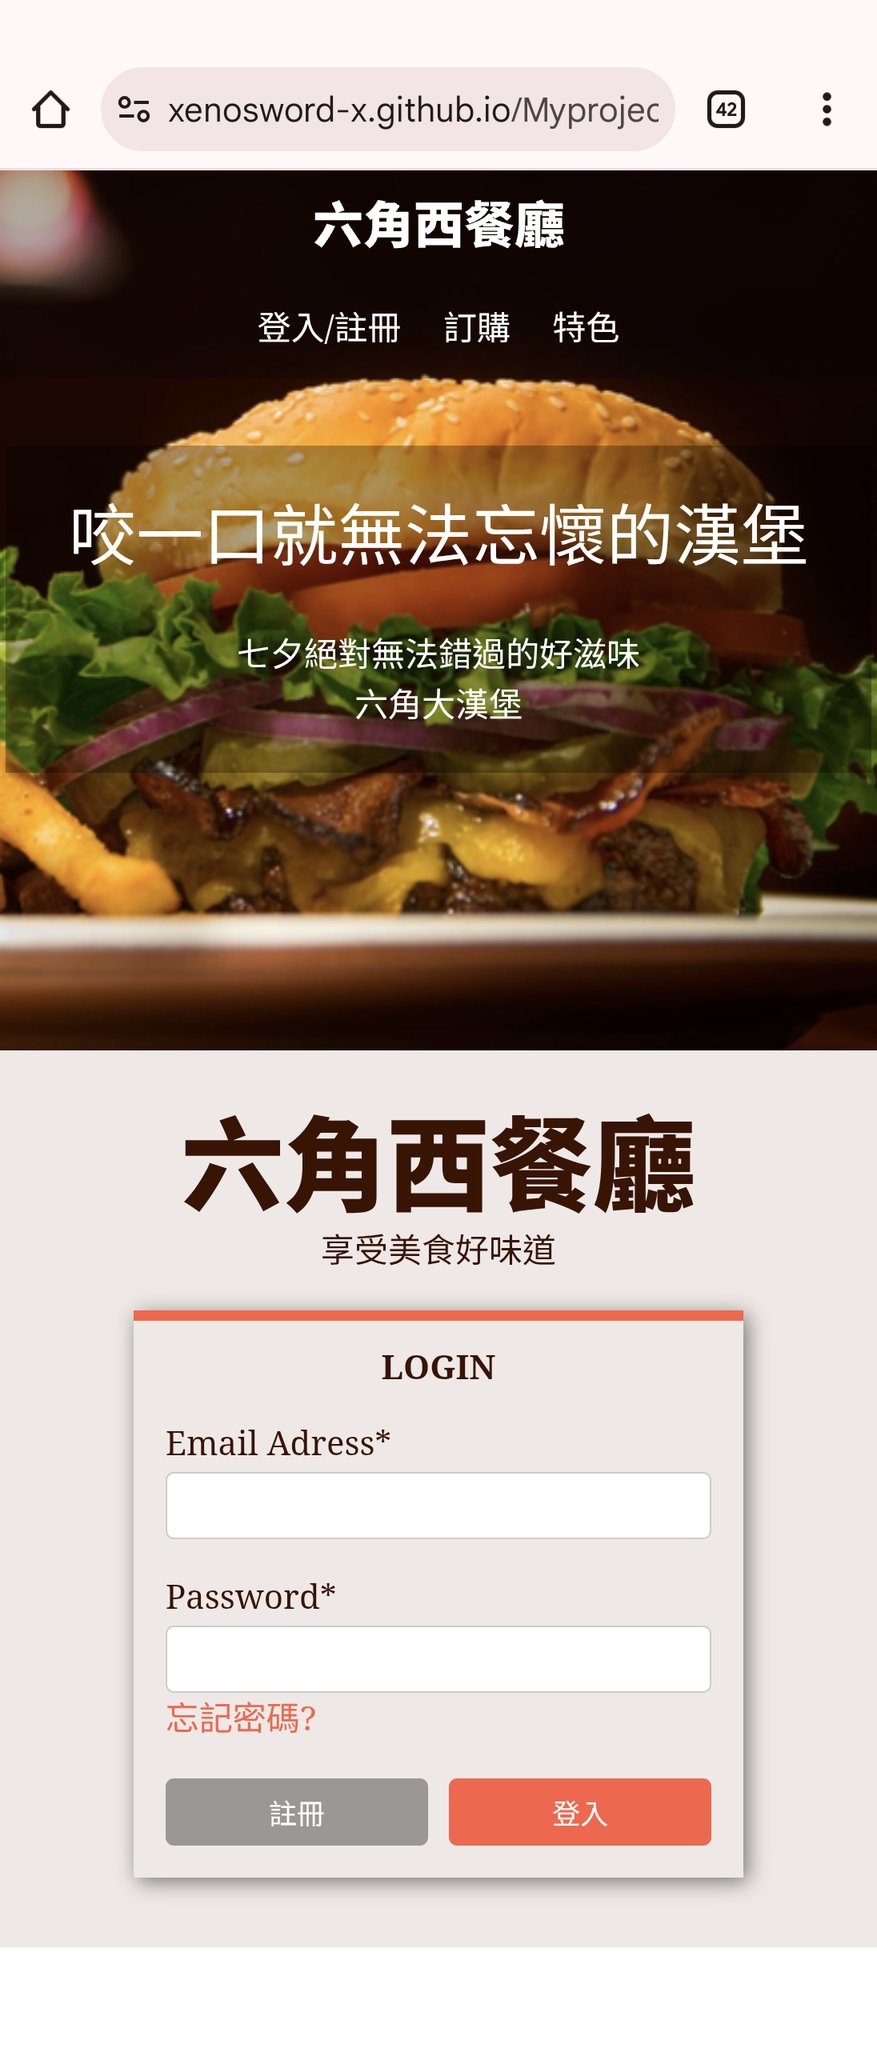 xenosword-x.github.io/Myprojec
42
六角西餐廳
登入/註冊 訂購 特色
咬一口就無法忘懷的漢堡
七夕絕對無法錯過的好滋味
六角大漢堡
六角西餐廳
享受美食好味道
LOGIN
Email Adress*
Password*
忘記密碼?
註冊 登入